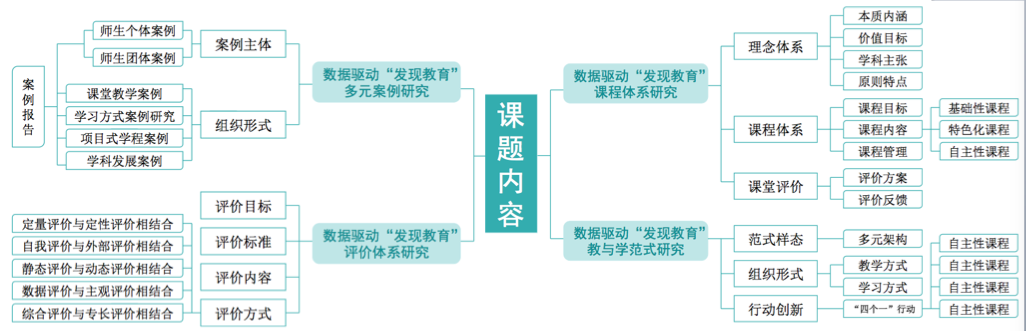 课题内容
数据驱动“发现教育”
多元案例研究
案例主体
师生个体案例
师生团体案例
组织形式
课堂教学案例
学习方式案例研究
项目式学程案例
学科发展案例
案例报告
数据驱动“发现教育”
评价体系研究
评价目标
评价标准
评价内容
评价方式
定量评价与定性评价相结合
自我评价与外部评价相结合
静态评价与动态评价相结合
数据评价与主观评价相结合
综合评价与专长评价相结合
数据驱动“发现教育”
课程体系研究
理念体系
本质内涵
价值目标
学科主张
原则特点
课程体系
课程目标
课程内容
课程管理
基础性课程
特色化课程
自主性课程
课堂评价
评价方案
评价反馈
数据驱动“发现教育”
教与学范式研究
范式样态
多元架构
组织形式
教学方式
学习方式
行动创新
“四个一”行动
自主性课程
自主性课程
自主性课程
自主性课程